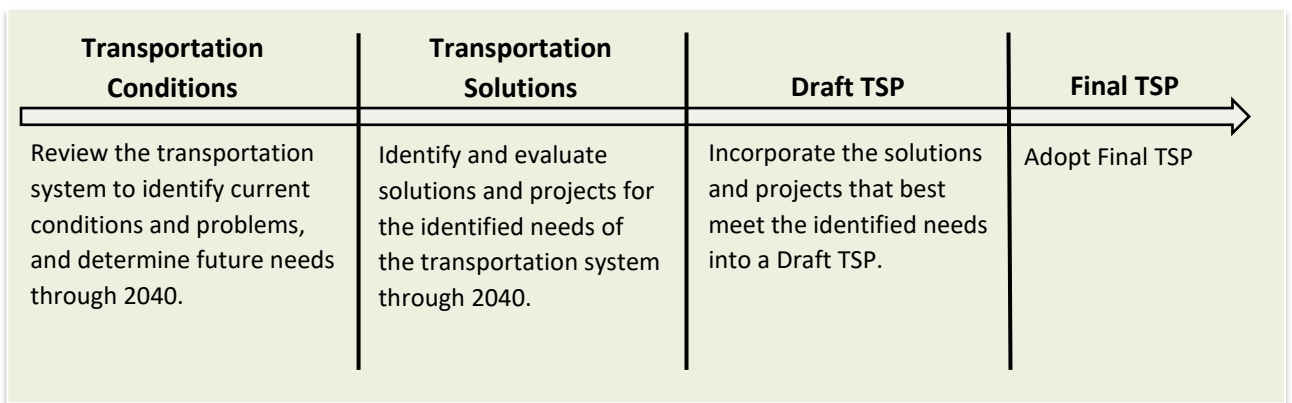 Transportation
Conditions
Review the transportation
system to identify current
conditions and problems,
and determine future needs
through 2040.
Transportation
Solutions
Identify and evaluate
solutions and projects for
the identified needs of
the transportation system
through 2040.
Draft TSP
Incorporate the solutions
and projects that best
meet the identified needs
into a Draft TSP.
Final TSP
Adopt Final TSP